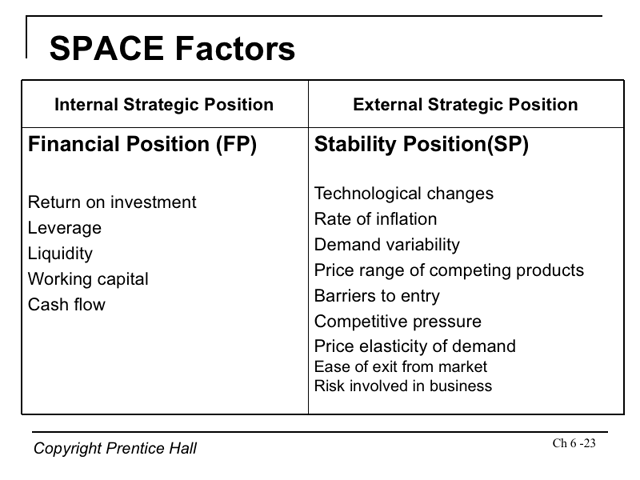 SPACE Factors
Internal Strategic Position
External Strategic Position
Financial Position (FP)
Return on investment
Leverage
Liquidity
Working capital
Cash flow
Stability Position(SP)
Technological changes
Rate of inflation
Demand variability
Price range of competing products
Barriers to entry
Competitive pressure
Price elasticity of demand
Ease of exit from market
Risk involved in business
Copyright Prentice Hall
Ch 6 -23